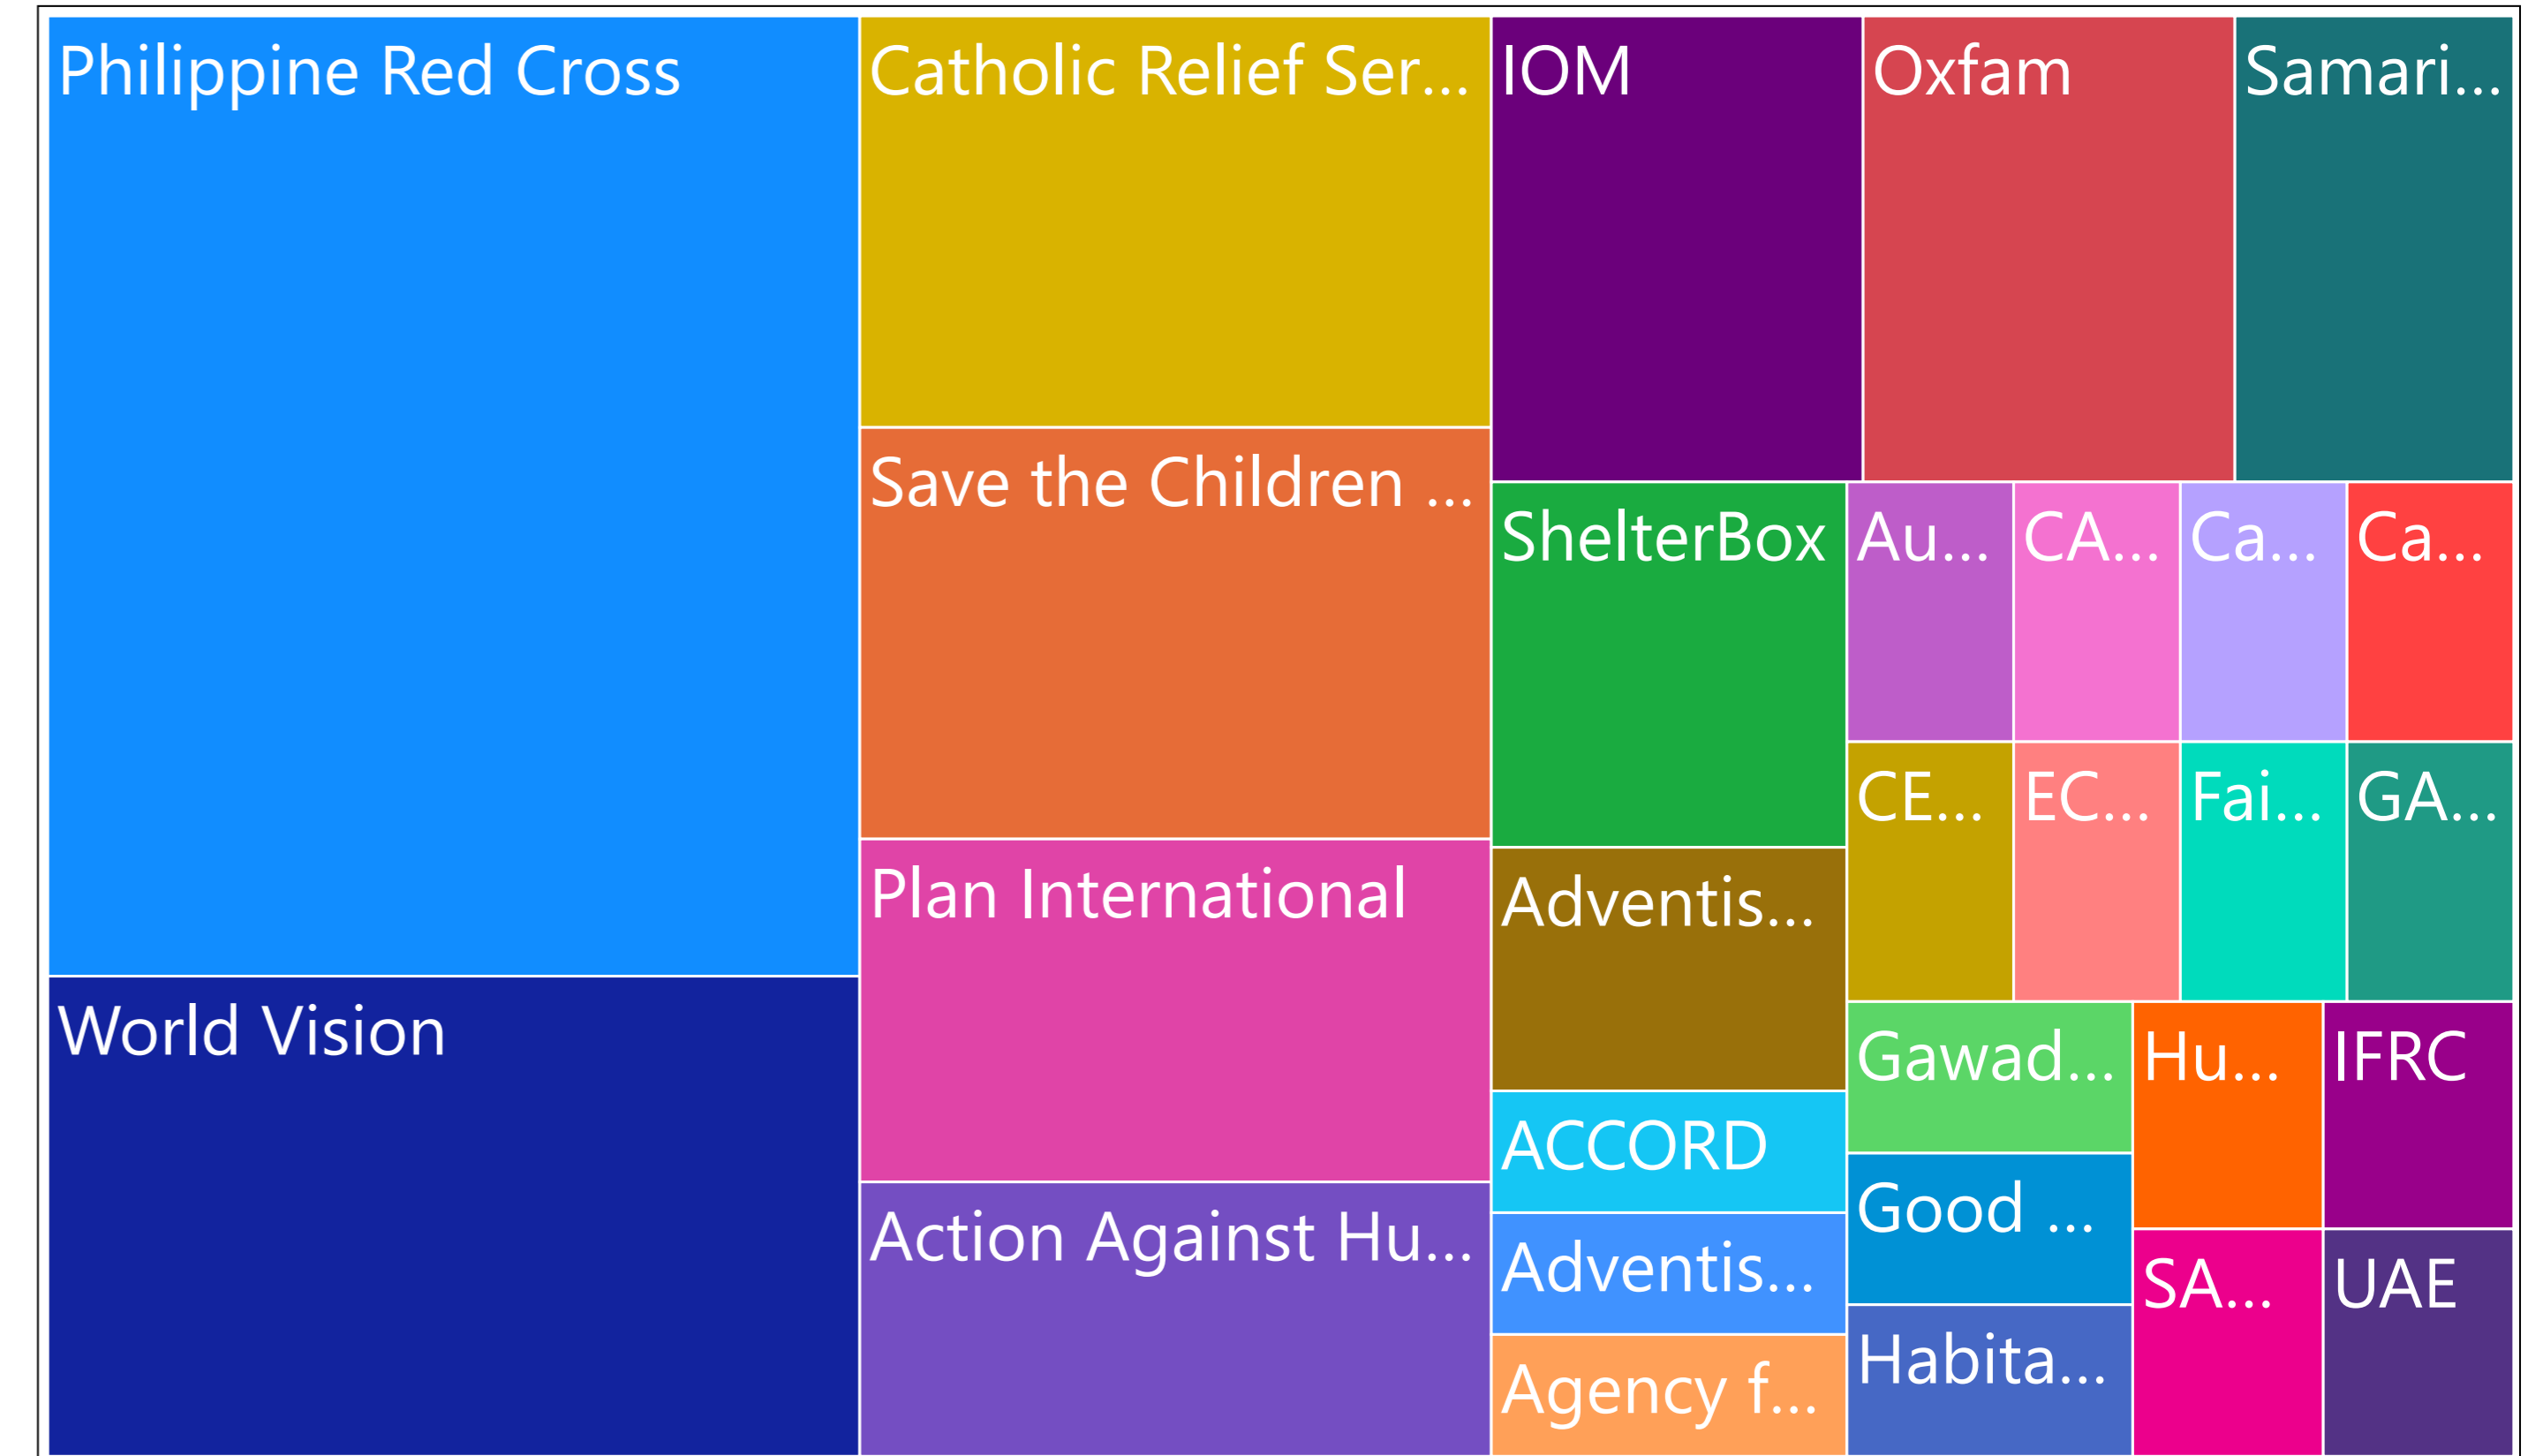 Philippine Red Cross
World Vision
Catholic Relief Ser...
Save the Children ...
Plan International
Action Against Hu...
IOM
Oxfam
Samari...
ShelterBox
Adventis...
ACCORD
Adventis...
Agency f...
Au...
CA...
Ca...
Ca...
CE...
EC...
Fai...
GA...
Gawad...
Good ...
Habita...
Hu...
IFRC
SA...
UAE